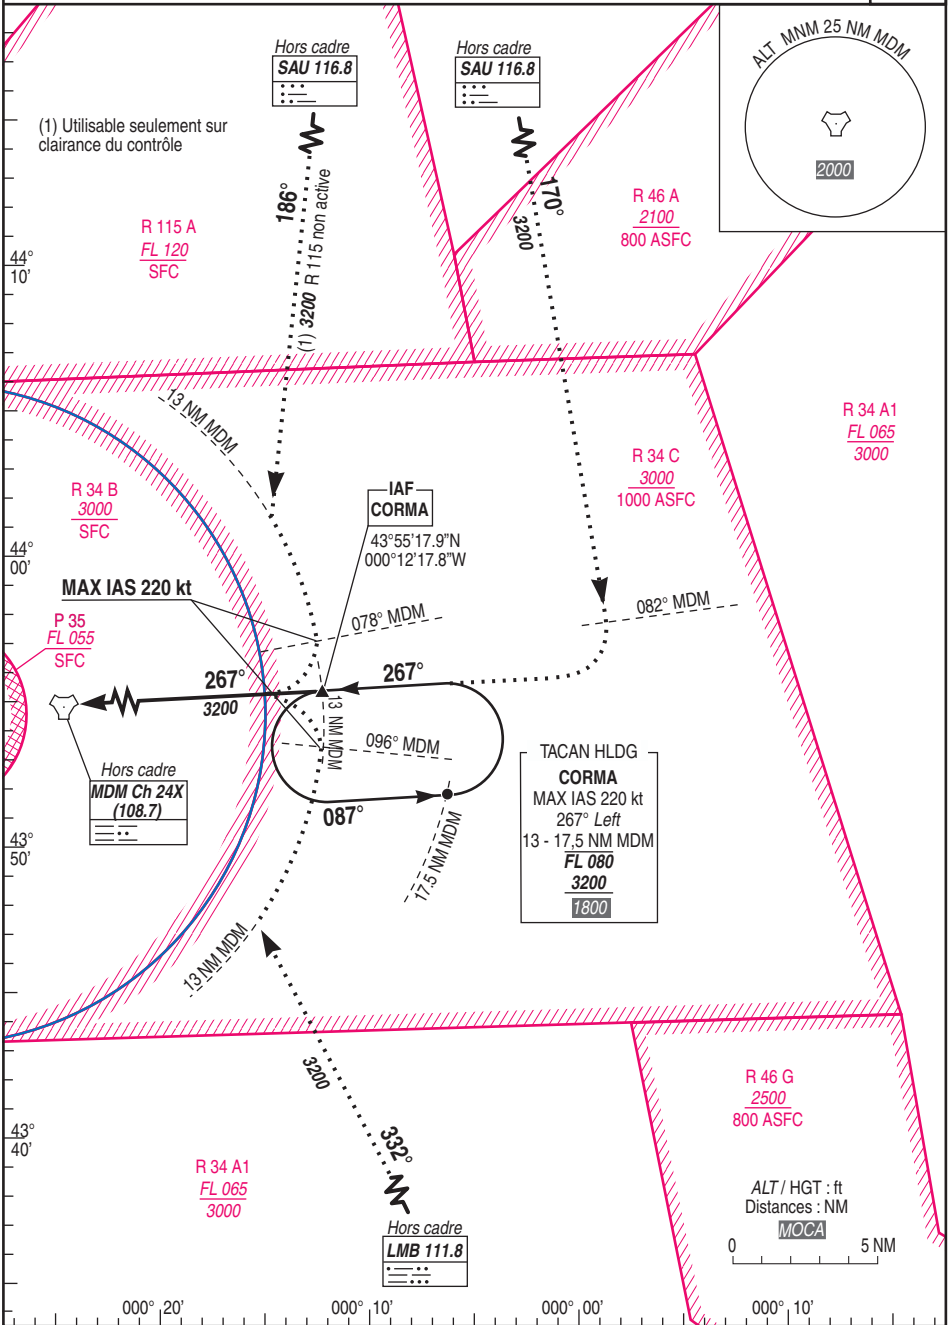 Hors cadre
SAU 116.8
Hors cadre
SAU 116.8
ALT MNM 25 NM MDM
2000
(1) Utilisable seulement sur
clairance du contrôle
186°
(1) 3200 R 115 non active
170°
3200
R 115 A
FL 120
SFC
R 46 A
2100
800 ASFC
44°
10'
13 NM MDM
R 34 A1
FL 065
3000
R 34 B
3000
SFC
R 34 C
3000
1000 ASFC
IAF
CORMA
43°55'17.9"N
000°12'17.8"W
44°
00'
MAX IAS 220 kt
078° MDM
082° MDM
P 35
FL 055
SFC
267°
3200
267°
13 NM MDM
096° MDM
Hors cadre
MDM Ch 24X
(108.7)
087°
17.5 NM MDM
TACAN HLDG
CORMA
MAX IAS 220 kt
267° Left
13 - 17,5 NM MDM
FL 080
3200
1800
43°
50'
13 NM MDM
3200
332°
R 46 G
2500
800 ASFC
43°
40'
R 34 A1
FL 065
3000
Hors cadre
LMB 111.8
ALT / HGT : ft
Distances : NM
MOCA
0 5 NM
000° 20' 000° 10' 000° 00' 000° 10'